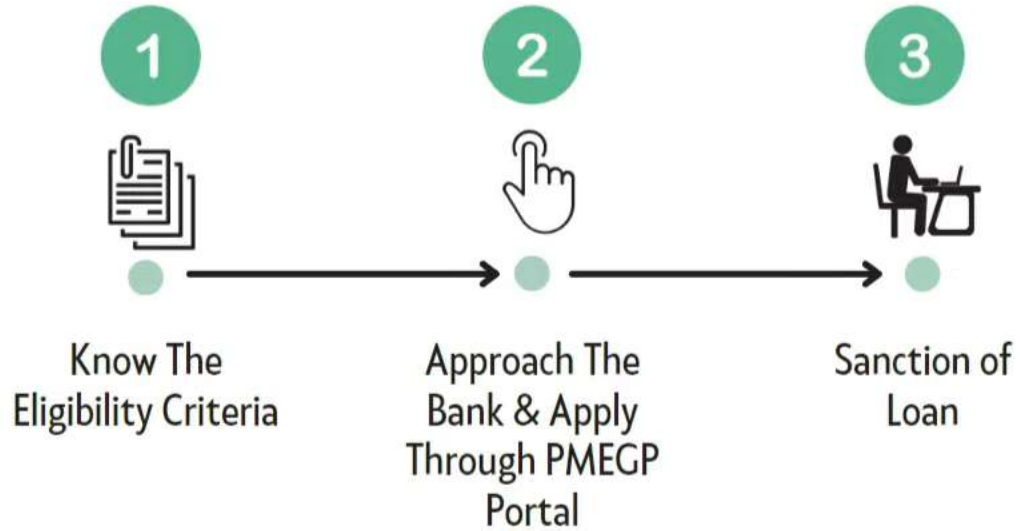 1
2
3
Know The
Eligibility Criteria
Approach The
Bank & Apply
Through PMEGP
Portal
Sanction of
Loan